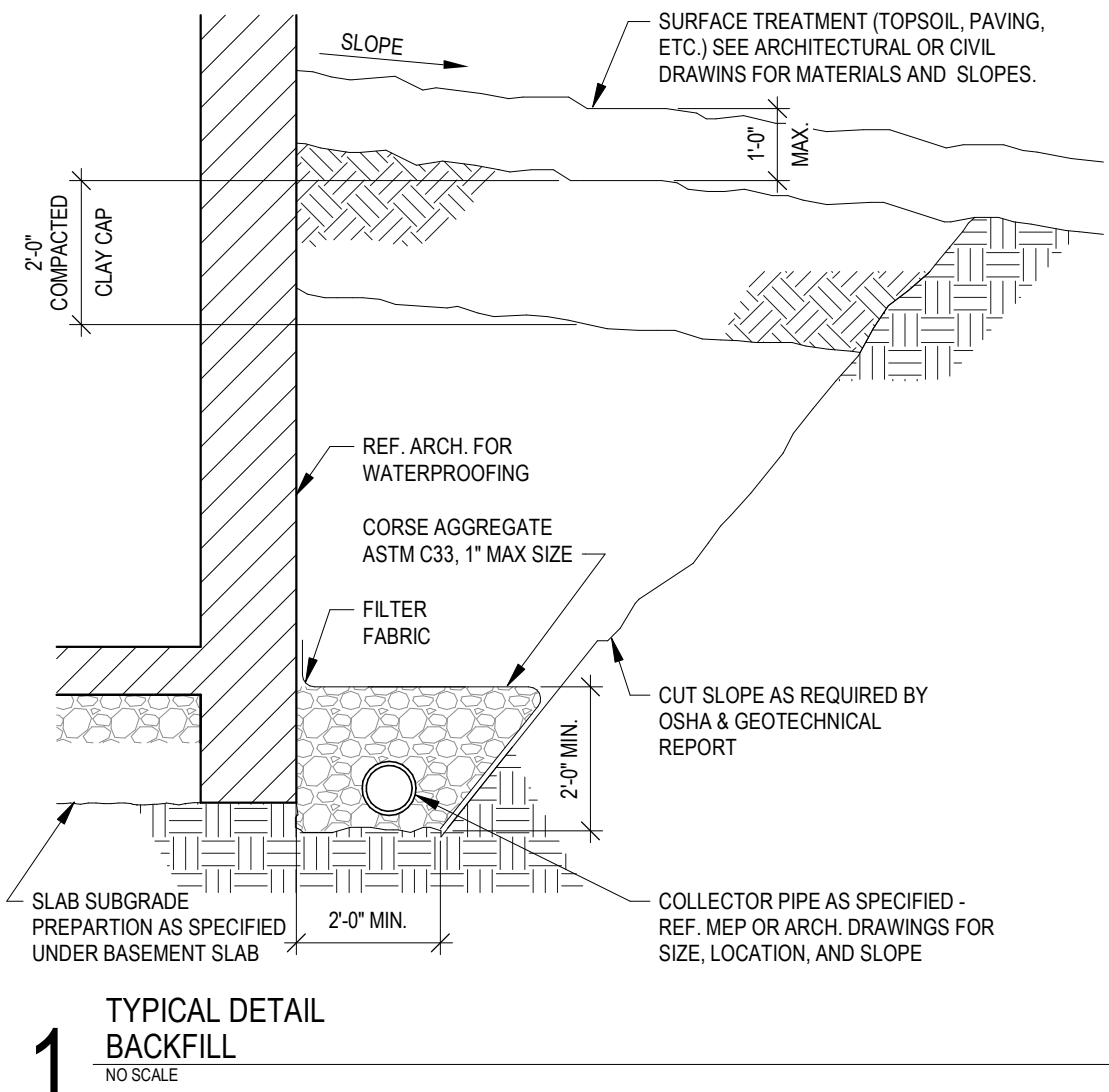 SURFACE TREATMENT (TOPSOIL, PAVING,
ETC.) SEE ARCHITECTURAL OR CIVIL
DRAWINS FOR MATERIALS AND SLOPES.
SLOPE
1'-0"
MAX.
2'-0"
COMPACTED
CLAY CAP
REF. ARCH. FOR
WATERPROOFING
CORSE AGGREGATE
ASTM C33, 1" MAX SIZE
FILTER
FABRIC
CUT SLOPE AS REQUIRED BY
OSHA & GEOTECHNICAL
REPORT
2'-0" MIN.
SLAB SUBGRADE
PREPARTION AS SPECIFIED
UNDER BASEMENT SLAB
2'-0" MIN.
COLLECTOR PIPE AS SPECIFIED -
REF. MEP OR ARCH. DRAWINGS FOR
SIZE, LOCATION, AND SLOPE
1
TYPICAL DETAIL
BACKFILL
NO SCALE